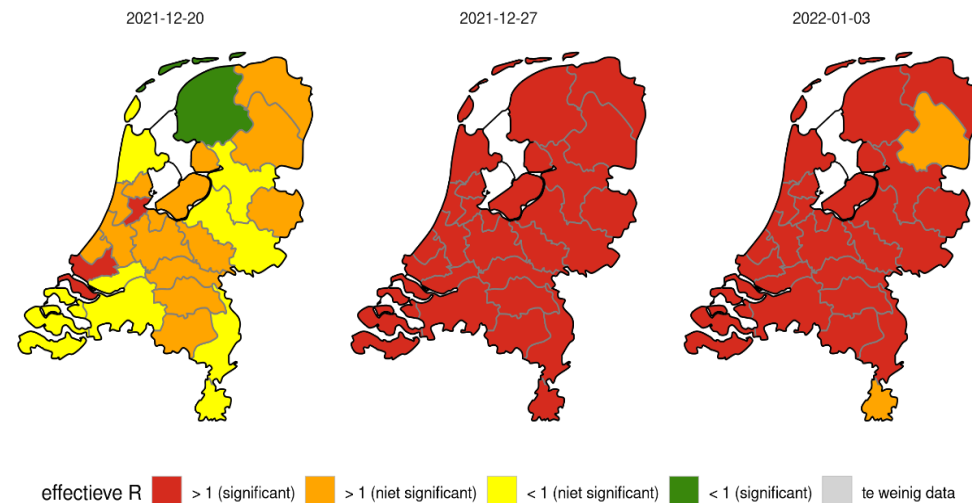 2021-12-20 2021-12-27 2022-01-03
effectieve R > 1 (significant) > 1 (niet significant) < 1 (niet significant) < 1 (significant) te weinig data